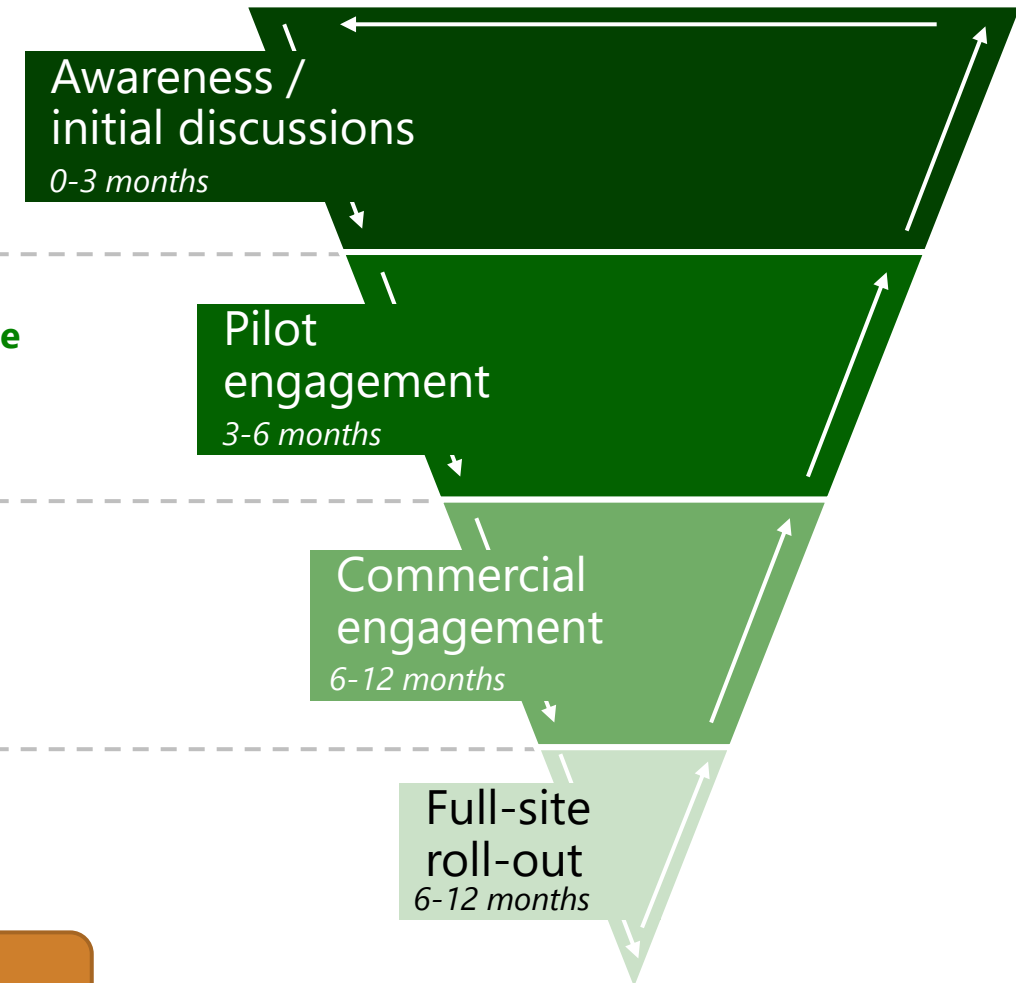 Awareness /
initial discussions
0-3 months
e
Pilot
engagement
3-6 months
Commercial
engagement
6-12 months
Full-site
roll-out
6-12 months